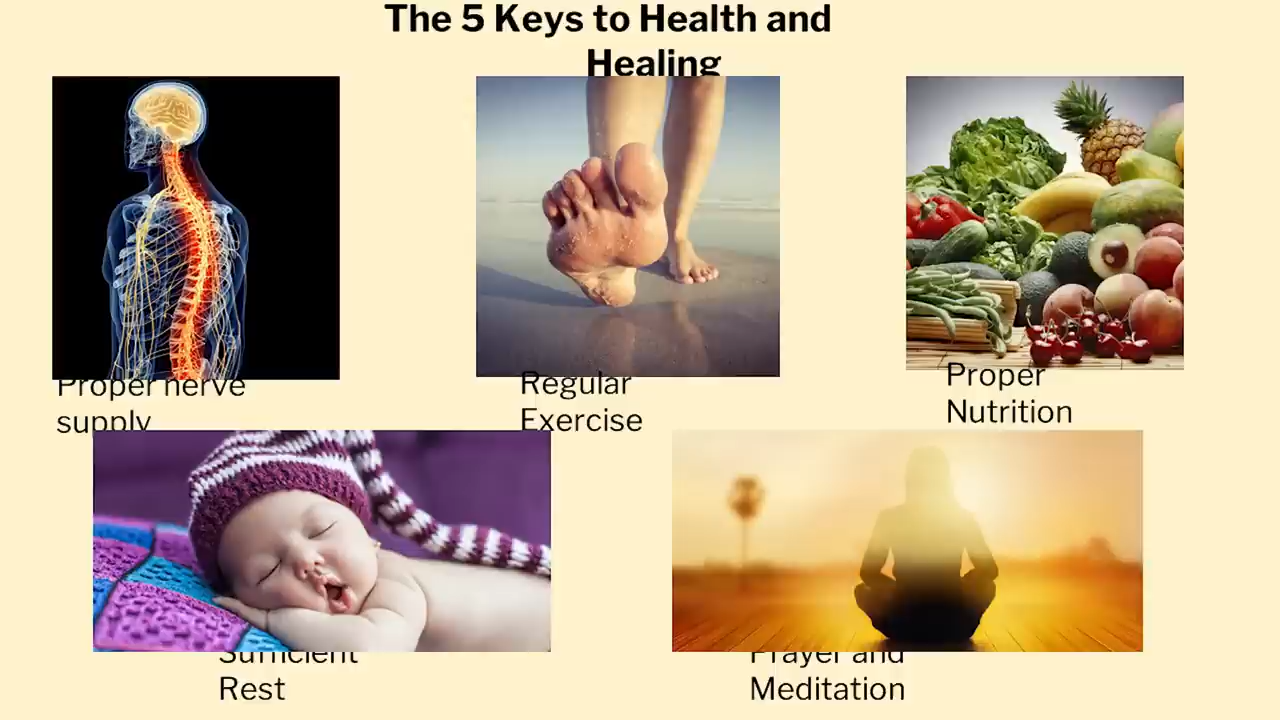 The 5 Keys to Health and
Healing
Proper nerve
supply
Regular
Exercise
Proper
Nutrition
Sufficient
Rest
Prayer and
Meditation